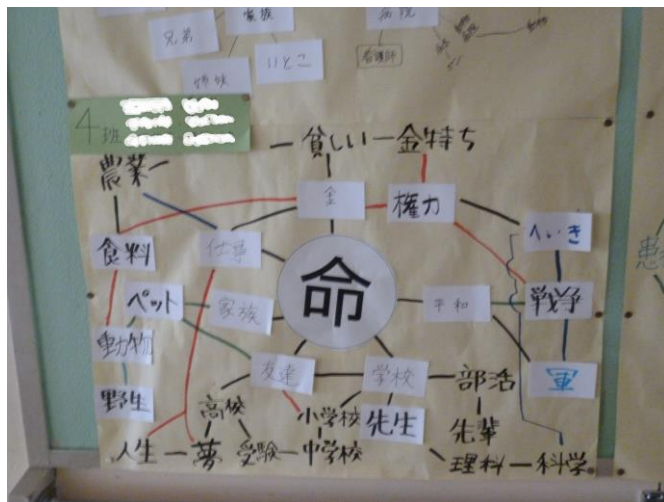 家族
病院
兄弟
いとこ
看護師
姉妹
4班
貧しい 金持ち
農業
金
権力
食料
仕事
へいき
命
ペット
家族
平和
戦争
動物
友達
学校
部活
軍
野生
高校
小学校
先生
先輩
人生
夢
受験
中学校
理科
科学